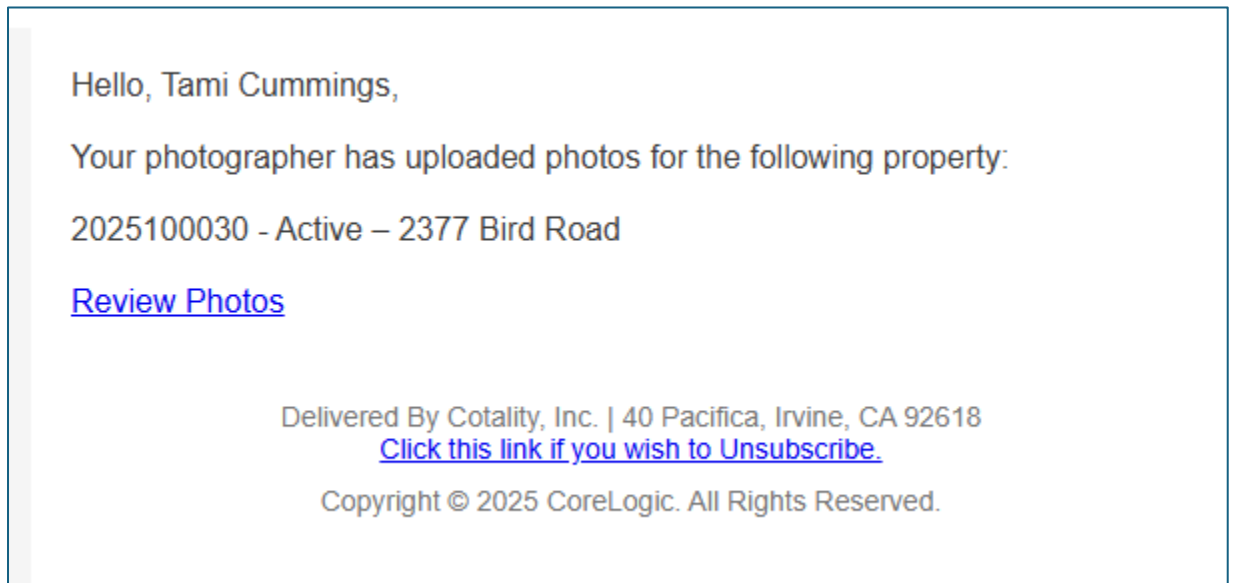 Hello, Tami Cummings,
Your photographer has uploaded photos for the following property:
2025100030 - Active – 2377 Bird Road
Review Photos
Delivered By Cotality, Inc. | 40 Pacifica, Irvine, CA 92618
Click this link if you wish to Unsubscribe.
Copyright © 2025 CoreLogic. All Rights Reserved.